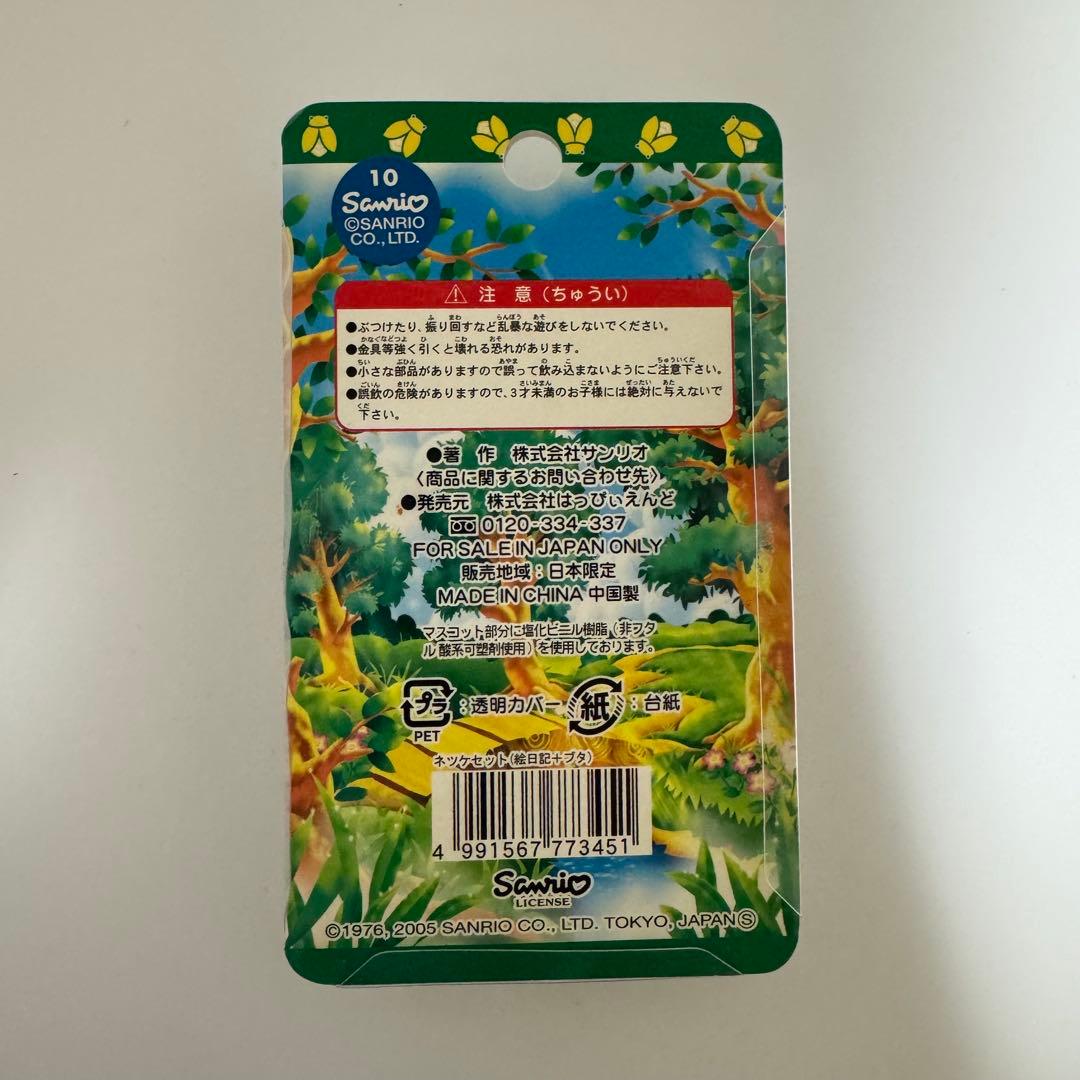 10
Sanrio
©SANRIO
CO., LTD.
⚠ 注 意 (ちゅうい)
●ぶつけたり、振り回すなど乱暴な遊びをしないでください。
●金具等強く引くと壊れる恐れがあります。
●小さな部品がありますので誤って飲み込まないようにご注意下さい。
●誤飲の危険がありますので、3才未満のお子様には絶対に与えないで
下さい。
●著 作 株式会社サンリオ
〈商品に関するお問い合わせ先〉
●発売元 株式会社はっぴぃえんど
0120-334-337
FOR SALE IN JAPAN ONLY
販売地域：日本限定
MADE IN CHINA 中国製
マスコット部分に塩化ビニル樹脂（非フタ
ル酸系可塑剤使用）を使用しております。
プラ：透明カバー 紙：台紙
PET
ネツケセット(絵日記+ブタ)
4 991567 773451
Sanrio
LICENSE
©1976, 2005 SANRIO CO., LTD. TOKYO, JAPAN Ⓢ